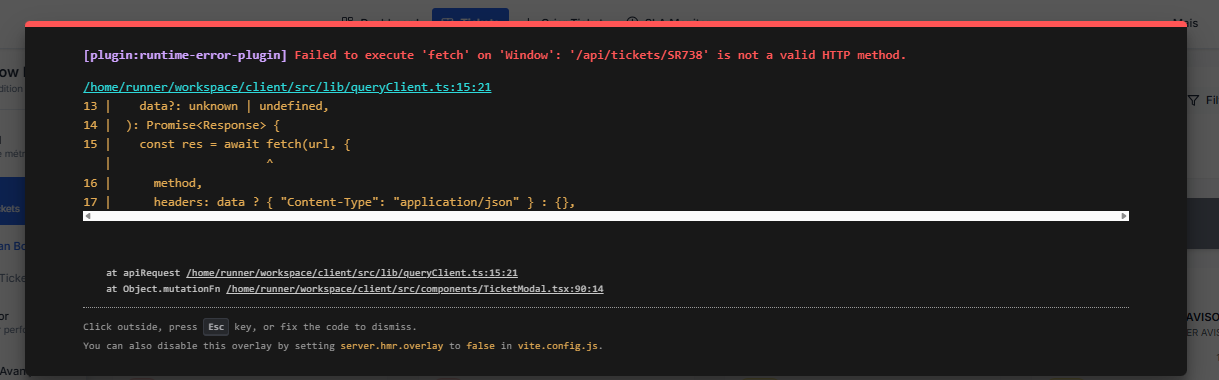 Tickets
[plugin:runtime-error-plugin] Failed to execute 'fetch' on 'Window': '/api/tickets/SR738' is not a valid HTTP method.
/home/runner/workspace/client/src/lib/queryClient.ts:15:21
13 |    data?: unknown | undefined,
14 |  ): Promise<Response> {
15 |    const res = await fetch(url, {
   |                      ^
16 |      method,
17 |      headers: data ? { "Content-Type": "application/json" } : {},
at apiRequest /home/runner/workspace/client/src/lib/queryClient.ts:15:21
at Object.mutationFn /home/runner/workspace/client/src/components/TicketModal.tsx:90:14
Click outside, press Esc key, or fix the code to dismiss.
You can also disable this overlay by setting server.hmr.overlay to false in vite.config.js.